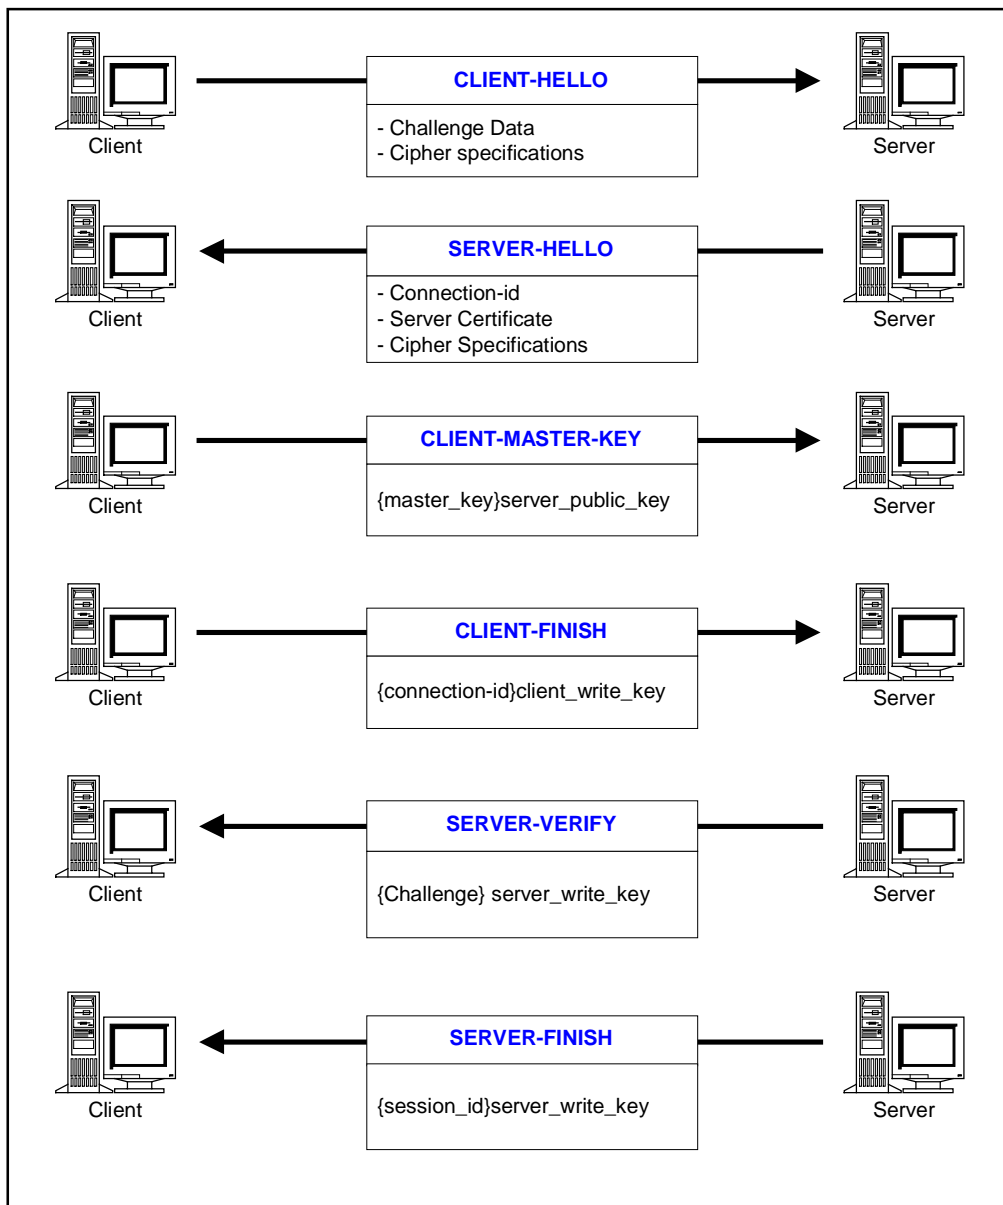 CLIENT-HELLO
- Challenge Data
- Cipher specifications
Client
Server
SERVER-HELLO
- Connection-id
- Server Certificate
- Cipher Specifications
Client
Server
CLIENT-MASTER-KEY
{master_key}server_public_key
Client
Server
CLIENT-FINISH
{connection-id}client_write_key
Client
Server
SERVER-VERIFY
{Challenge} server_write_key
Client
Server
SERVER-FINISH
{session_id}server_write_key
Client
Server